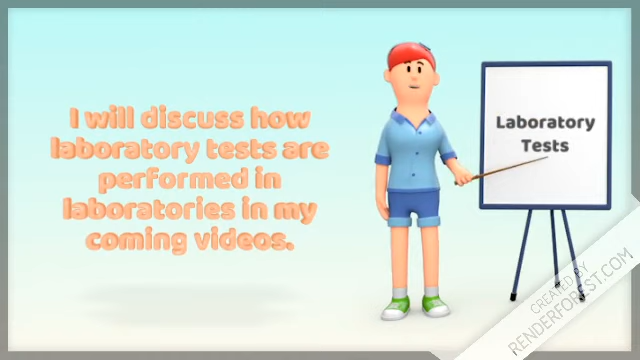 I will discuss how
laboratory tests are
performed in
laboratories in my
coming videos.
Laboratory
Tests
CREATED BY
RENDERFOREST.COM